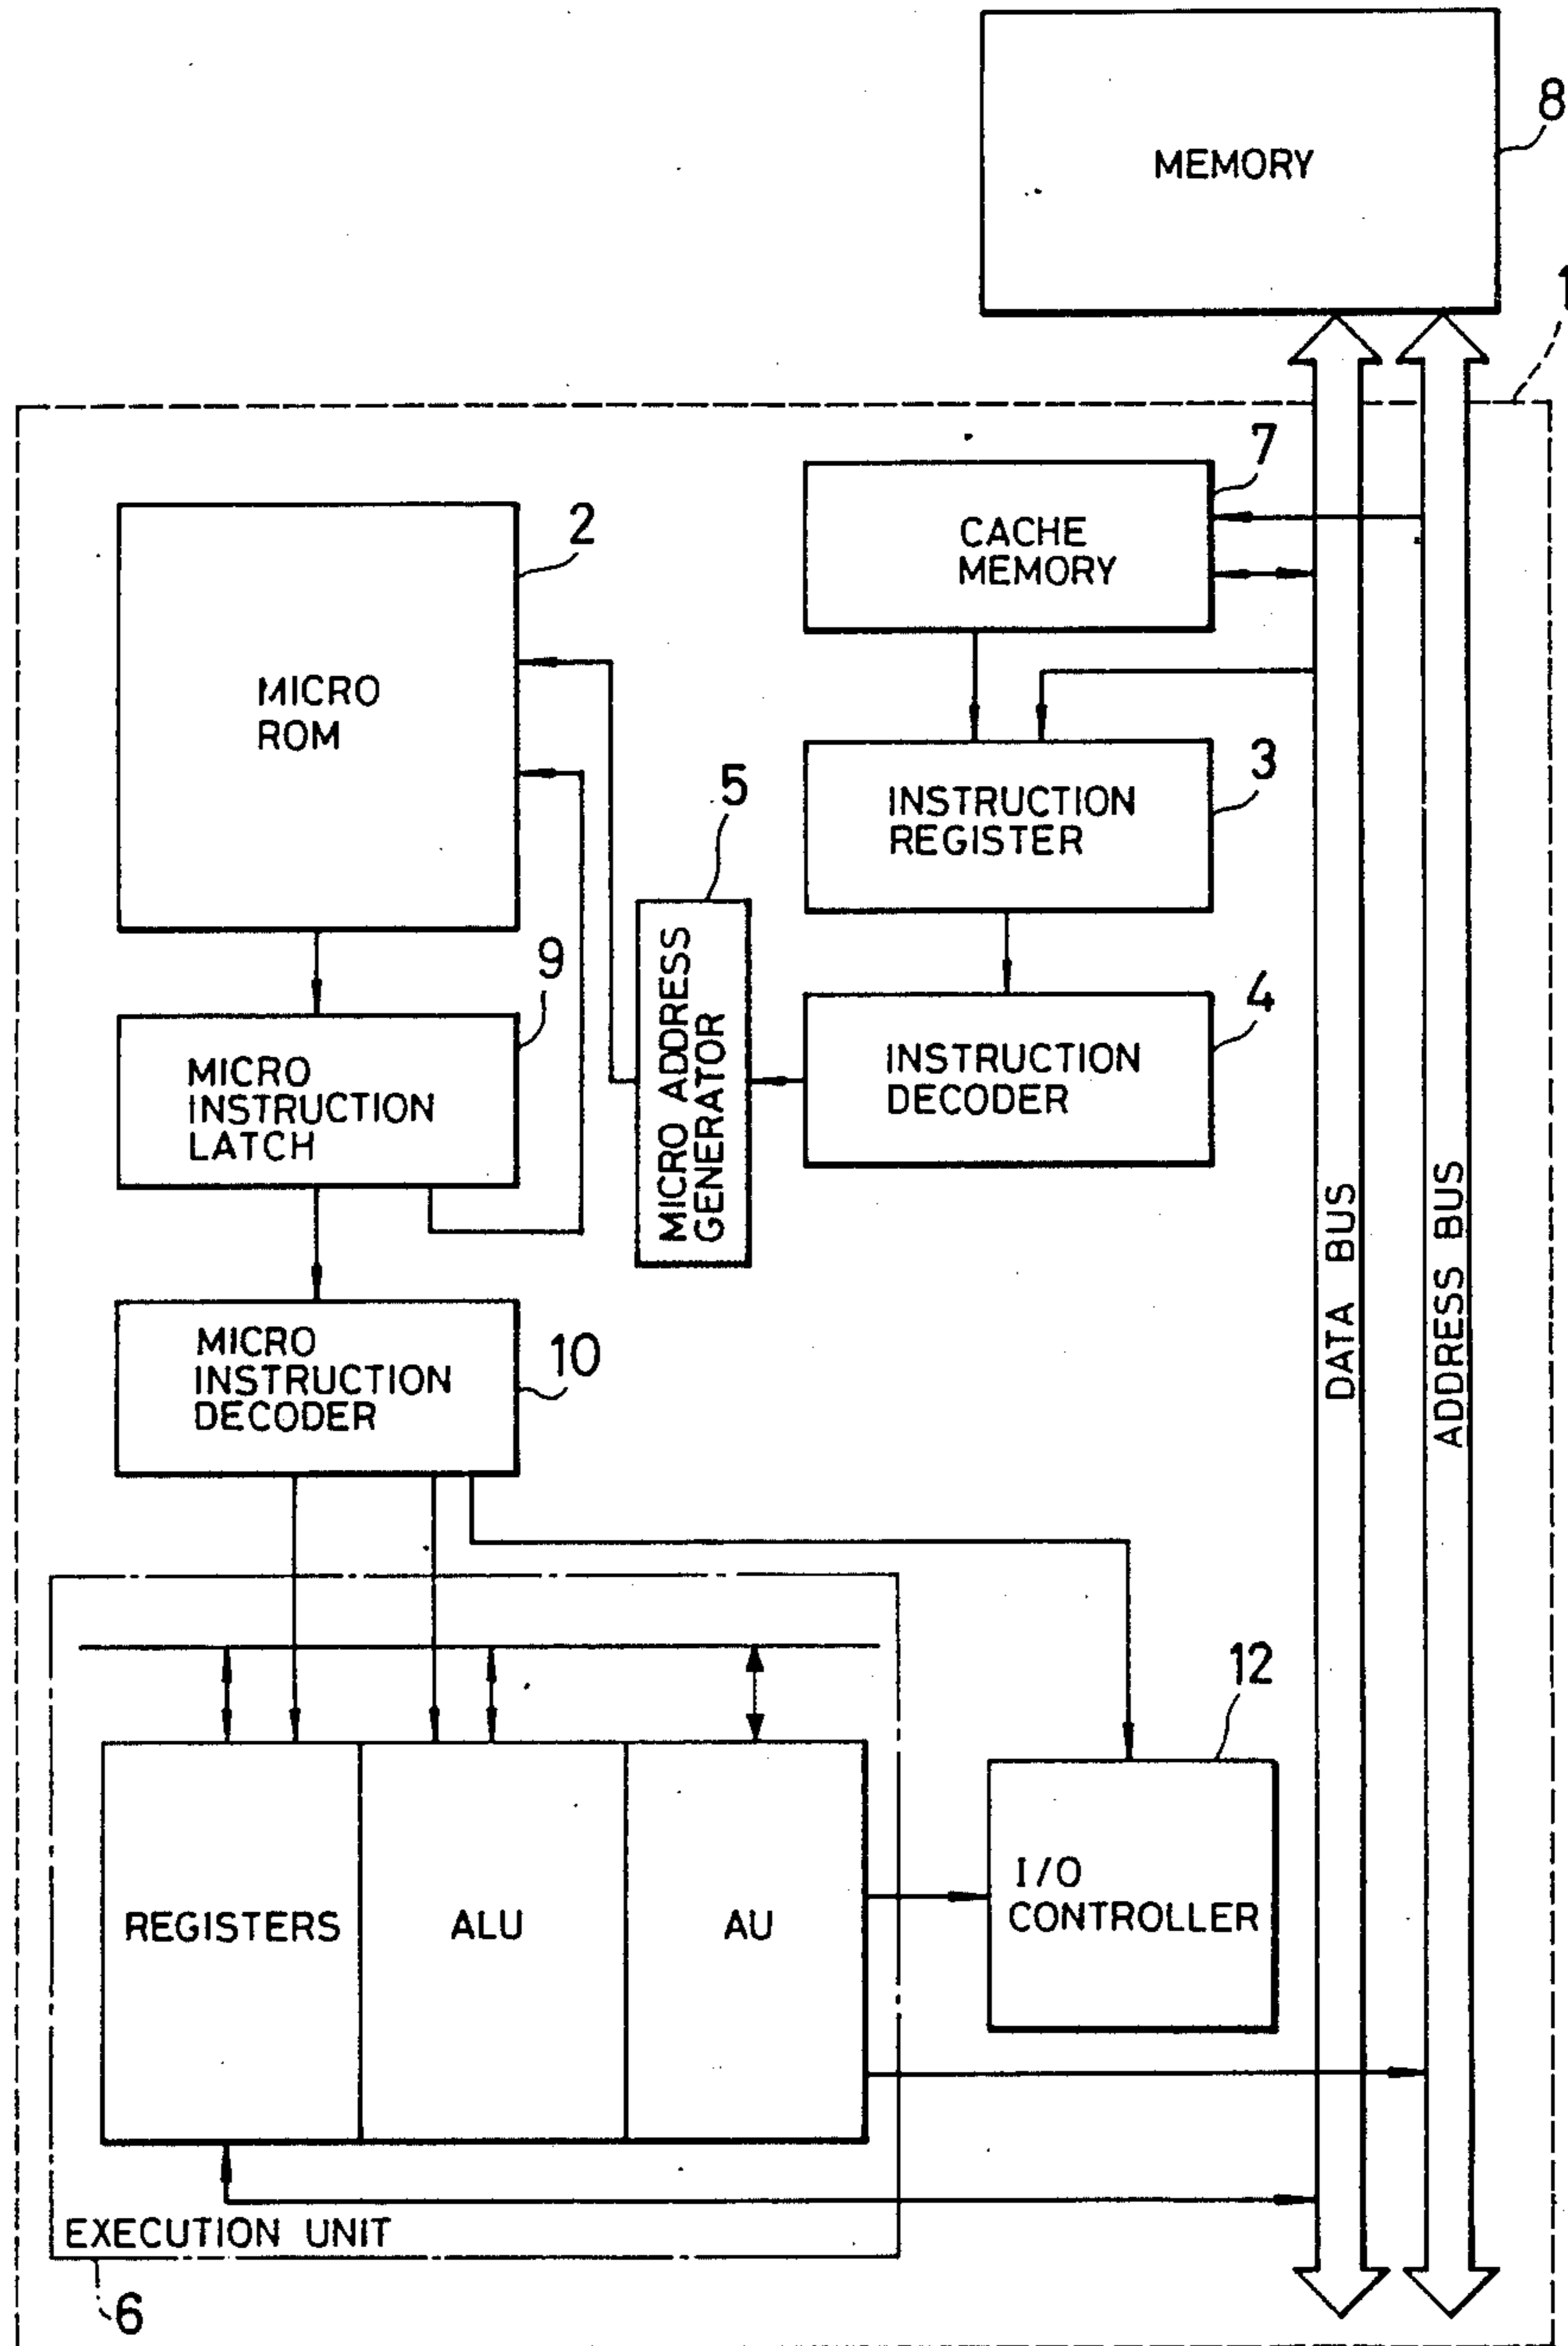 MEMORY
8
1
7
CACHE
MEMORY
2
MICRO
ROM
3
INSTRUCTION
REGISTER
5
MICRO ADDRESS
GENERATOR
9
MICRO
INSTRUCTION
LATCH
4
INSTRUCTION
DECODER
DATA BUS
ADDRESS BUS
10
MICRO
INSTRUCTION
DECODER
12
REGISTERS
ALU
AU
I/O
CONTROLLER
EXECUTION UNIT
6